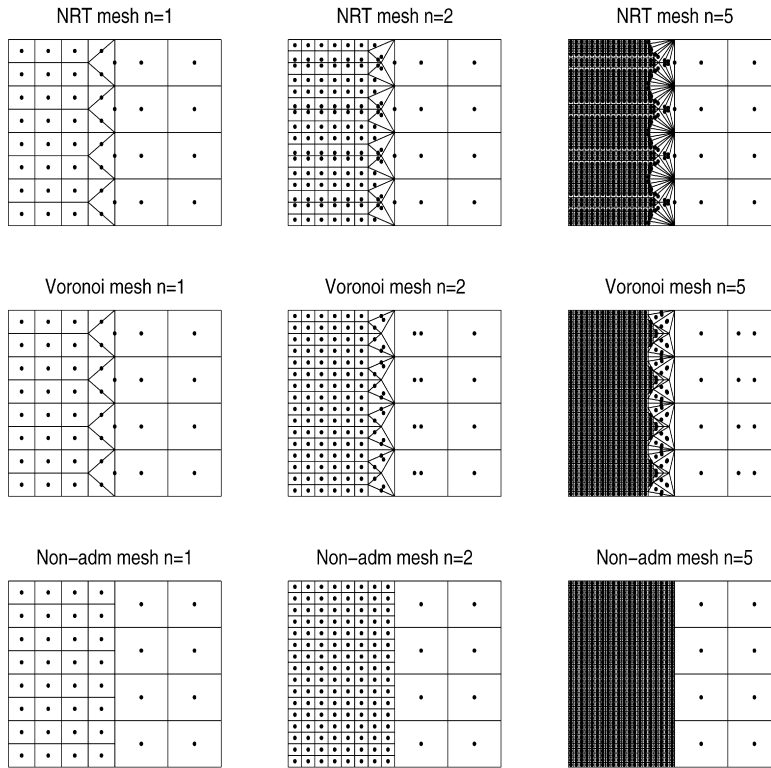 NRT mesh n=1
NRT mesh n=2
NRT mesh n=5
Voronoi mesh n=1
Voronoi mesh n=2
Voronoi mesh n=5
Non−adm mesh n=1
Non−adm mesh n=2
Non−adm mesh n=5